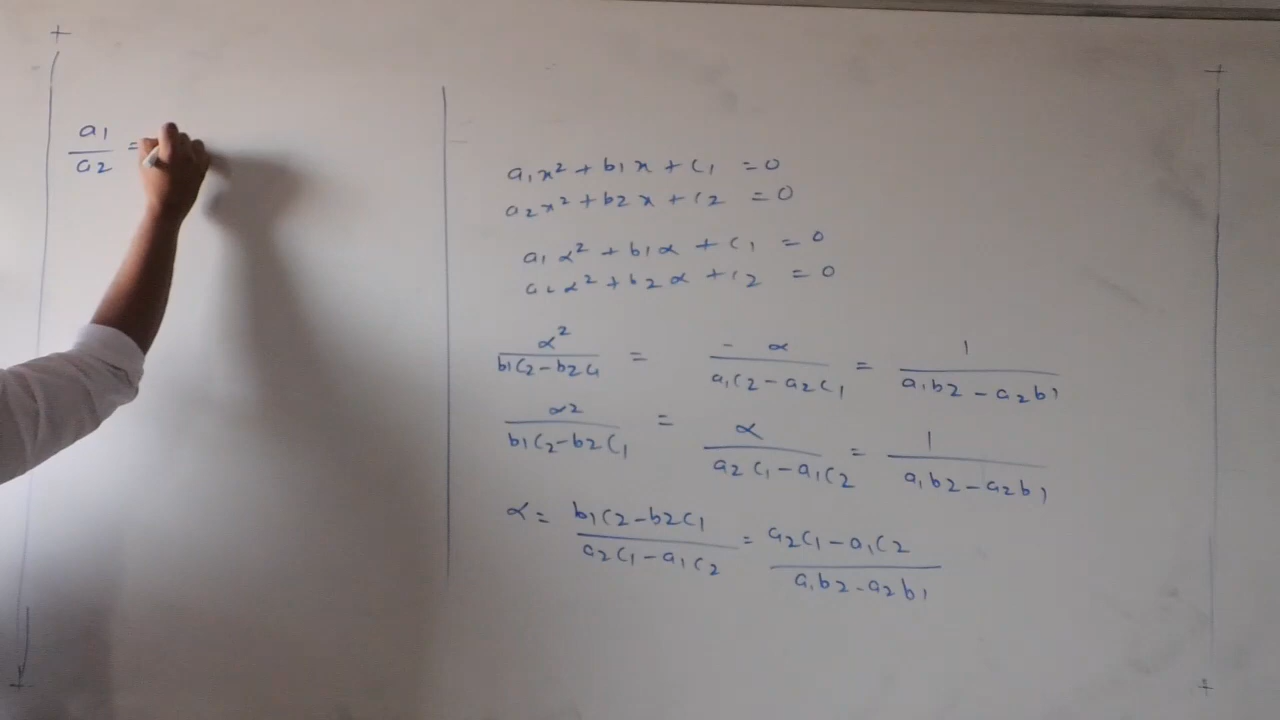 a1/a2 =
a1x² + b1x + c1 = 0
a2x² + b2x + c2 = 0
a1α² + b1α + c1 = 0
a2α² + b2α + c2 = 0
α²/(b1c2 - b2c1) = -α/(a1c2 - a2c1) = 1/(a1b2 - a2b1)
α²/(b1c2 - b2c1) = α/(a2c1 - a1c2) = 1/(a1b2 - a2b1)
α = (b1c2 - b2c1)/(a2c1 - a1c2) = (a2c1 - a1c2)/(a1b2 - a2b1)